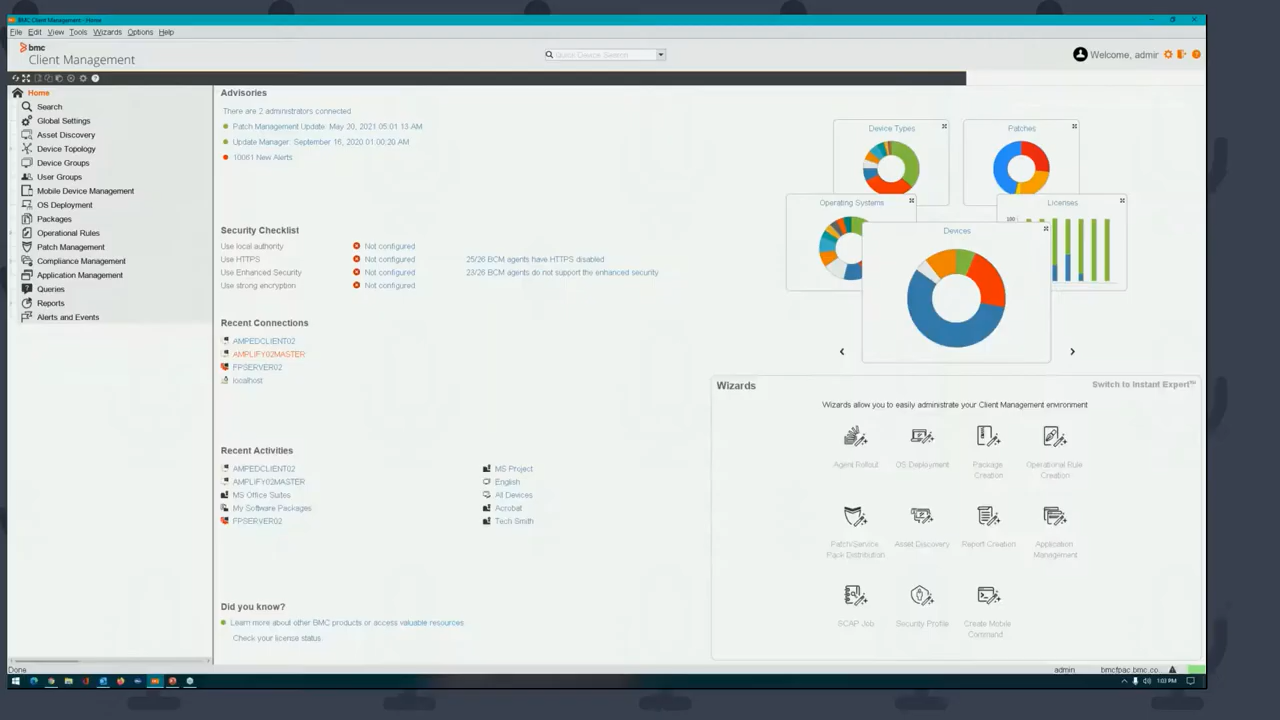 BMC Client Management - Home
File Edit View Tools Wizards Options Help
bmc
Client Management
Quick Device Search
Welcome, admin
Home
Search
Global Settings
Asset Discovery
Device Topology
Device Groups
User Groups
Mobile Device Management
OS Deployment
Packages
Operational Rules
Patch Management
Compliance Management
Application Management
Queries
Reports
Alerts and Events
Advisories
There are 2 administrators connected
Patch Management Update: May 20, 2021 05:01:13 AM
Update Manager: September 16, 2020 01:00:20 AM
10061 New Alerts
Security Checklist
Use local authority Not configured
Use HTTPS Not configured 25/26 BCM agents have HTTPS disabled
Use Enhanced Security Not configured 23/26 BCM agents do not support the enhanced security
Use strong encryption Not configured
Recent Connections
AMPEDCLIENT02
AMPLIFY02MASTER
FPSERVER02
localhost
Recent Activities
AMPEDCLIENT02 MS Project
AMPLIFY02MASTER English
MS Office Suites All Devices
My Software Packages Acrobat
FPSERVER02 Tech Smith
Did you know?
Learn more about other BMC products or access valuable resources
Check your license status
Device Types
Patches
Operating Systems
Licenses
100
Devices
Wizards
Switch to Instant Expert
Wizards allow you to easily administrate your Client Management environment
Agent Rollout
OS Deployment
Package Creation
Operational Rule Creation
Patch/Service Pack Distribution
Asset Discovery
Report Creation
Application Management
SCAP Job
Security Profile
Create Mobile Command
Done
admin bmcfpac.bmc.co...
1:03 PM